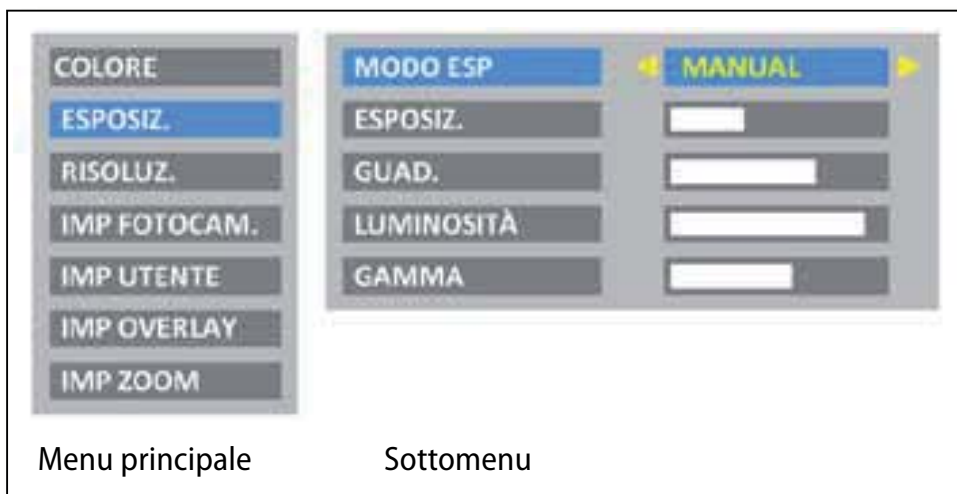 COLORE
ESPOSIZ.
RISOLUZ.
IMP FOTOCAM.
IMP UTENTE
IMP OVERLAY
IMP ZOOM
MODO ESP MANUAL
ESPOSIZ.
GUAD.
LUMINOSITÀ
GAMMA
Menu principale
Sottomenu